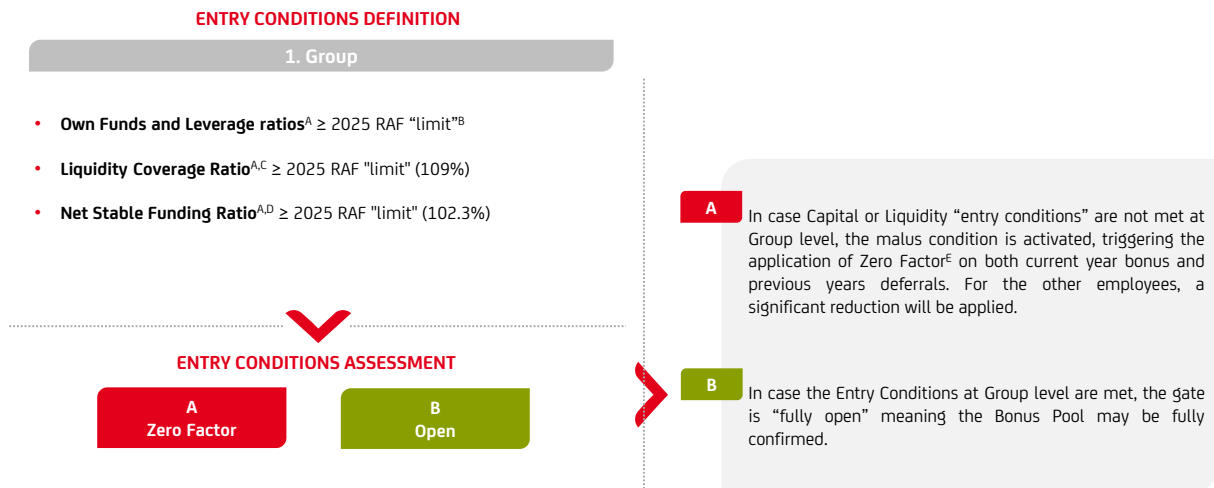 ENTRY CONDITIONS DEFINITION
1. Group
• Own Funds and Leverage ratiosᴬ ≥ 2025 RAF “limit”ᴮ
• Liquidity Coverage Ratioᴬ,ꟲ ≥ 2025 RAF "limit" (109%)
• Net Stable Funding Ratioᴬ,ᴰ ≥ 2025 RAF "limit" (102.3%)
ENTRY CONDITIONS ASSESSMENT
A
Zero Factor
B
Open
A
In case Capital or Liquidity “entry conditions” are not met at
Group level, the malus condition is activated, triggering the
application of Zero Factorᴱ on both current year bonus and
previous years deferrals. For the other employees, a
significant reduction will be applied.
B
In case the Entry Conditions at Group level are met, the gate
is “fully open” meaning the Bonus Pool may be fully
confirmed.